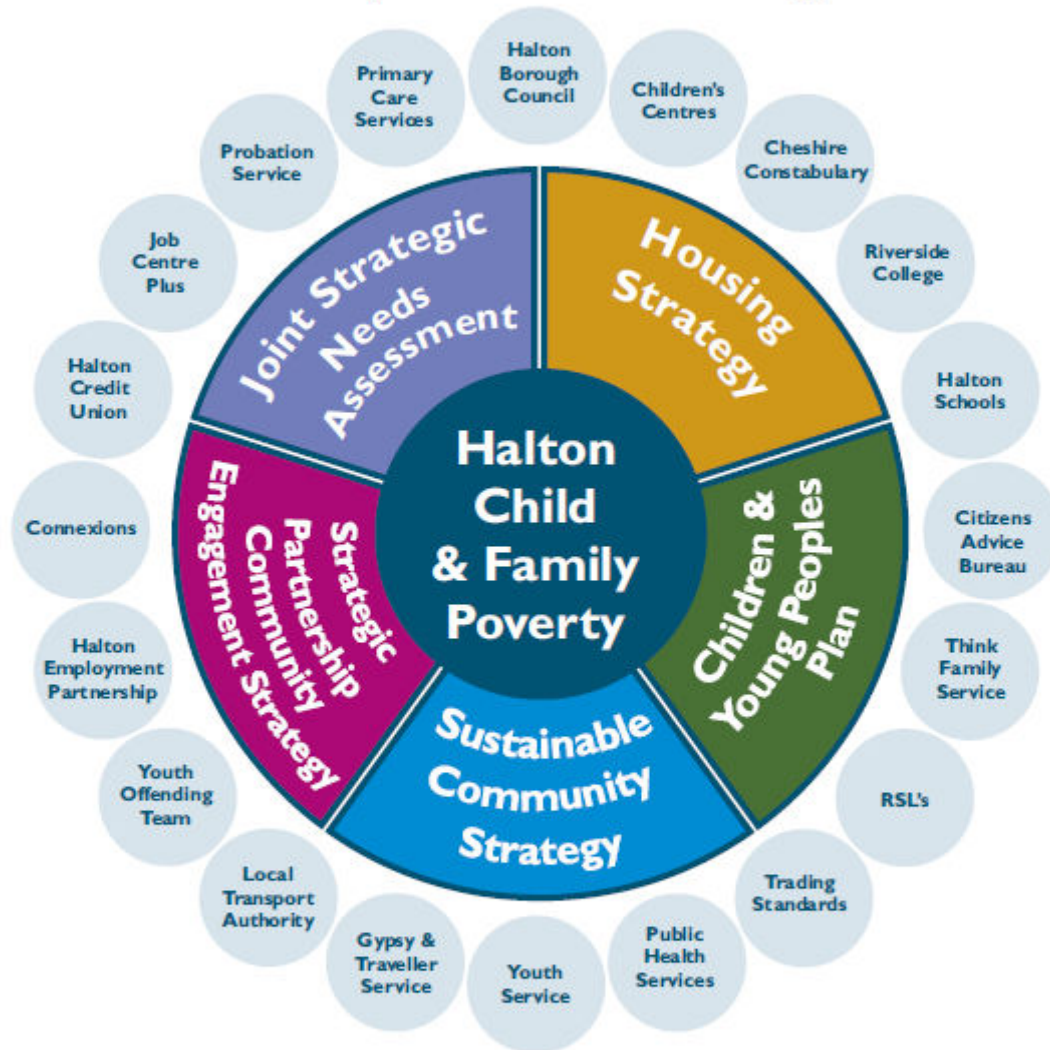 Halton
Borough
Council
Children's
Centres
Cheshire
Constabulary
Riverside
College
Halton
Schools
Citizens
Advice
Bureau
Think
Family
Service
RSL's
Trading
Standards
Public
Health
Services
Youth
Service
Gypsy &
Traveller
Service
Local
Transport
Authority
Youth
Offending
Team
Halton
Employment
Partnership
Connexions
Halton
Credit
Union
Job
Centre
Plus
Probation
Service
Primary
Care
Services
Housing
Strategy
Children &
Young Peoples
Plan
Sustainable
Community
Strategy
Strategic
Partnership
Community
Engagement Strategy
Joint Strategic
Needs
Assessment
Halton
Child
& Family
Poverty